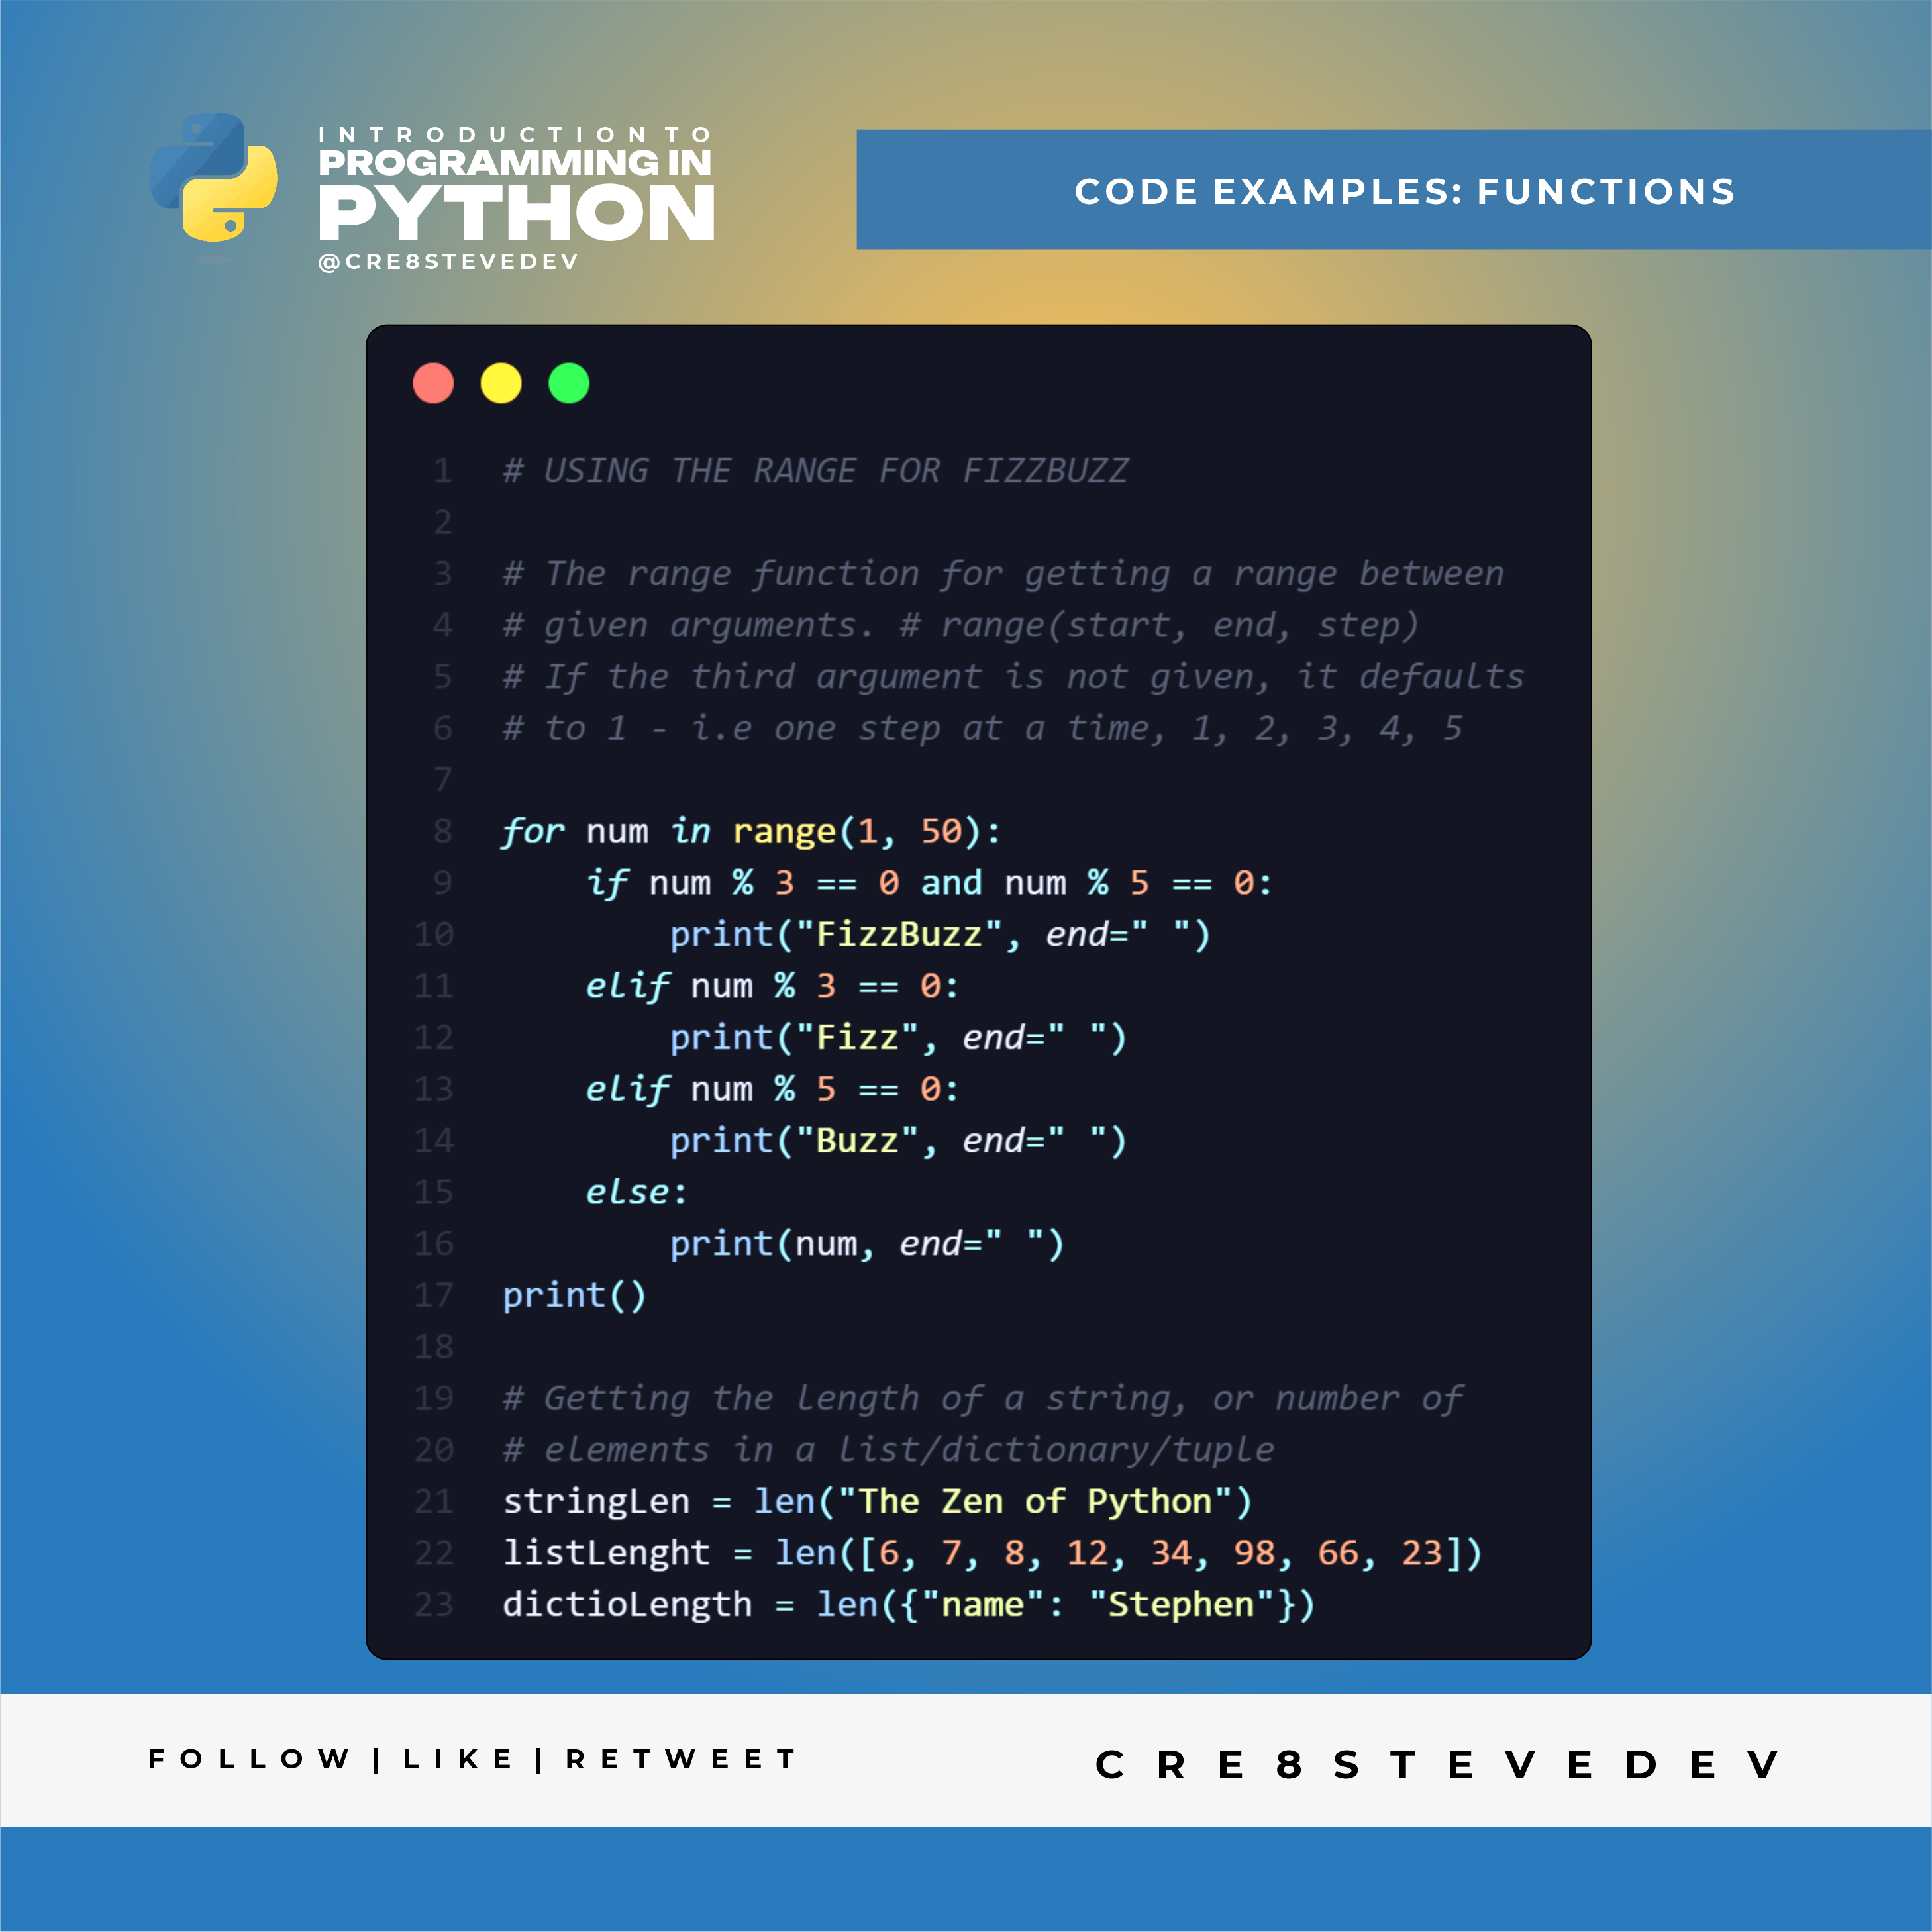 INTRODUCTION TO
PROGRAMMING IN
PYTHON
@CRE8STEVEDEV
CODE EXAMPLES: FUNCTIONS
1 # USING THE RANGE FOR FIZZBUZZ
2
3 # The range function for getting a range between
4 # given arguments. # range(start, end, step)
5 # If the third argument is not given, it defaults
6 # to 1 - i.e one step at a time, 1, 2, 3, 4, 5
7
8 for num in range(1, 50):
9     if num % 3 == 0 and num % 5 == 0:
10         print("FizzBuzz", end=" ")
11     elif num % 3 == 0:
12         print("Fizz", end=" ")
13     elif num % 5 == 0:
14         print("Buzz", end=" ")
15     else:
16         print(num, end=" ")
17 print()
18
19 # Getting the length of a string, or number of
20 # elements in a list/dictionary/tuple
21 stringLen = len("The Zen of Python")
22 listLenght = len([6, 7, 8, 12, 34, 98, 66, 23])
23 dictioLength = len({"name": "Stephen"})
FOLLOW | LIKE | RETWEET
CRE8STEVEDEV